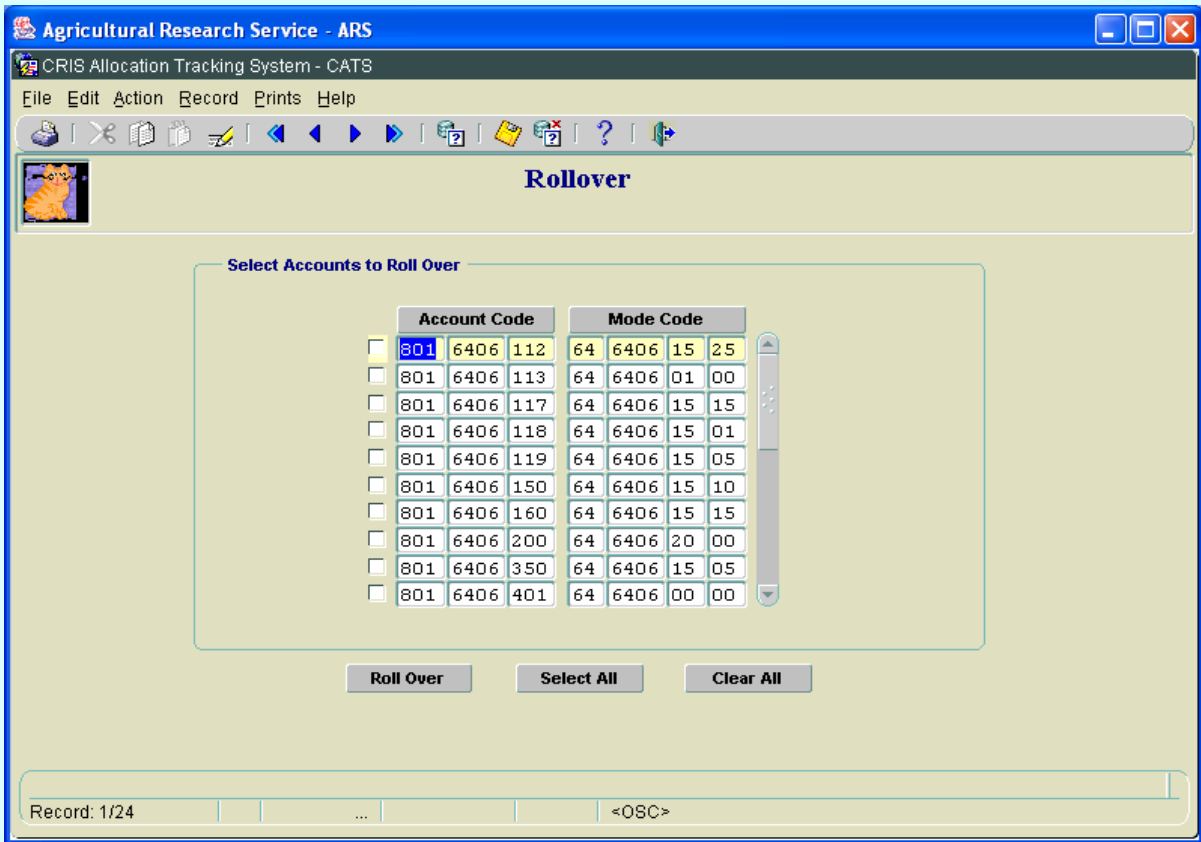 Agricultural Research Service - ARS
CRIS Allocation Tracking System - CATS
File Edit Action Record Prints Help
Rollover
Select Accounts to Roll Over
Account Code Mode Code
801 6406 112 64 6406 15 25
801 6406 113 64 6406 01 00
801 6406 117 64 6406 15 15
801 6406 118 64 6406 15 01
801 6406 119 64 6406 15 05
801 6406 150 64 6406 15 10
801 6406 160 64 6406 15 15
801 6406 200 64 6406 20 00
801 6406 350 64 6406 15 05
801 6406 401 64 6406 00 00
Roll Over Select All Clear All
Record: 1/24 ... <OSC>